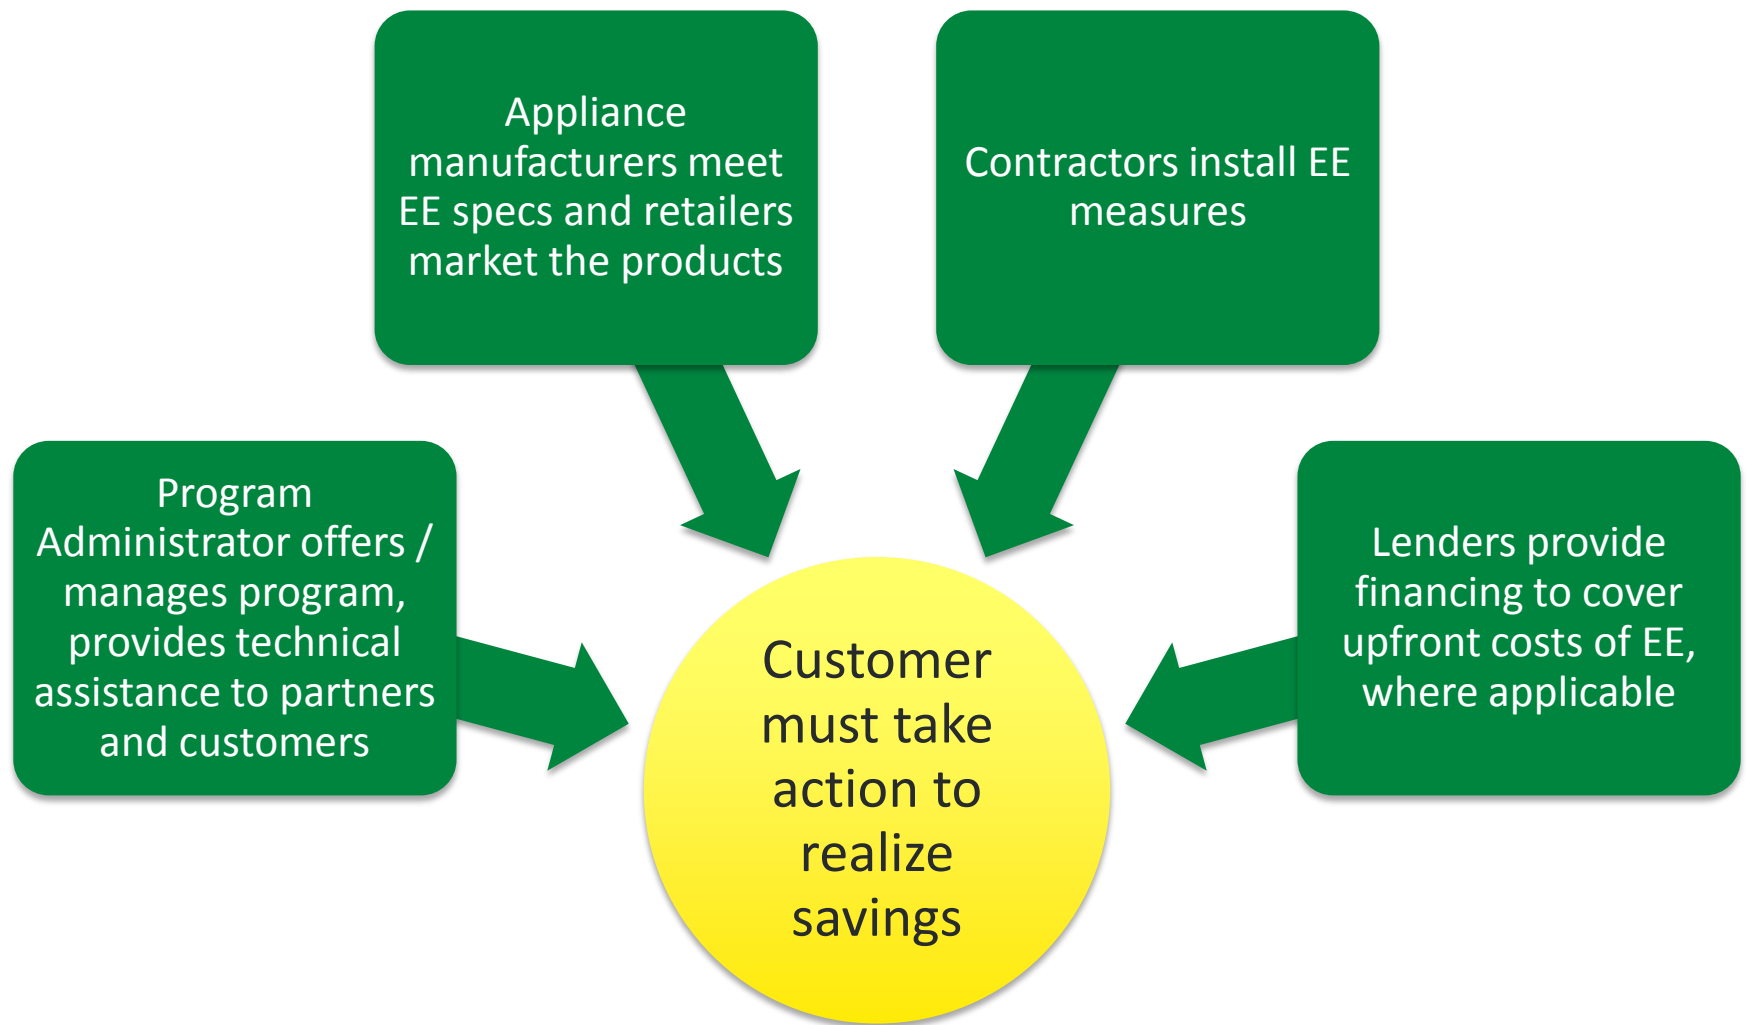 Appliance
manufacturers meet
EE specs and retailers
market the products
Contractors install EE
measures
Program
Administrator offers /
manages program,
provides technical
assistance to partners
and customers
Lenders provide
financing to cover
upfront costs of EE,
where applicable
Customer
must take
action to
realize
savings